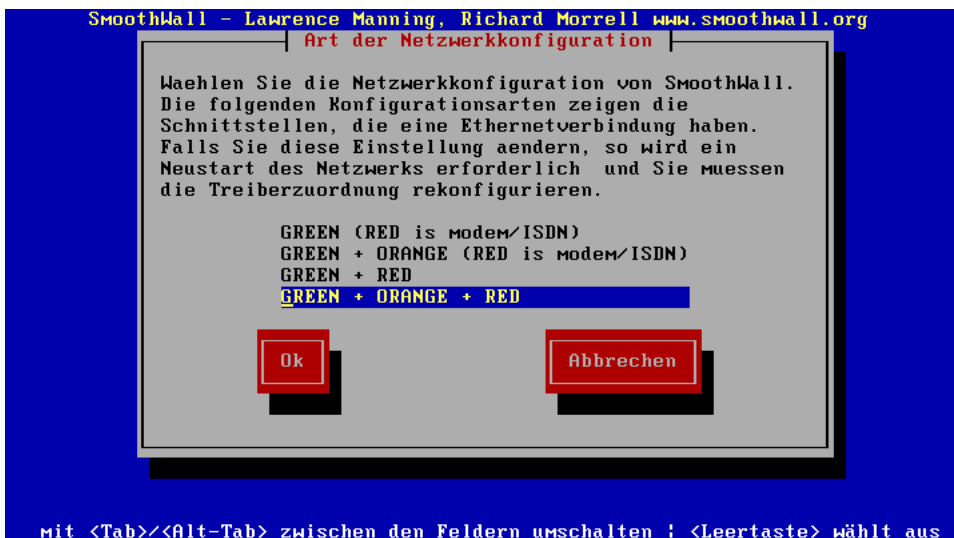 SmoothWall - Lawrence Manning, Richard Morrell www.smoothwall.org
Art der Netzwerkkonfiguration
Waehlen Sie die Netzwerkkonfiguration von SmoothWall.
Die folgenden Konfigurationsarten zeigen die
Schnittstellen, die eine Ethernetverbindung haben.
Falls Sie diese Einstellung aendern, so wird ein
Neustart des Netzwerks erforderlich  und Sie muessen
die Treiberzuordnung rekonfigurieren.
GREEN (RED is modem/ISDN)
GREEN + ORANGE (RED is modem/ISDN)
GREEN + RED
GREEN + ORANGE + RED
Ok
Abbrechen
mit <Tab>/<Alt-Tab> zwischen den Feldern umschalten ¦ <Leertaste> wählt aus